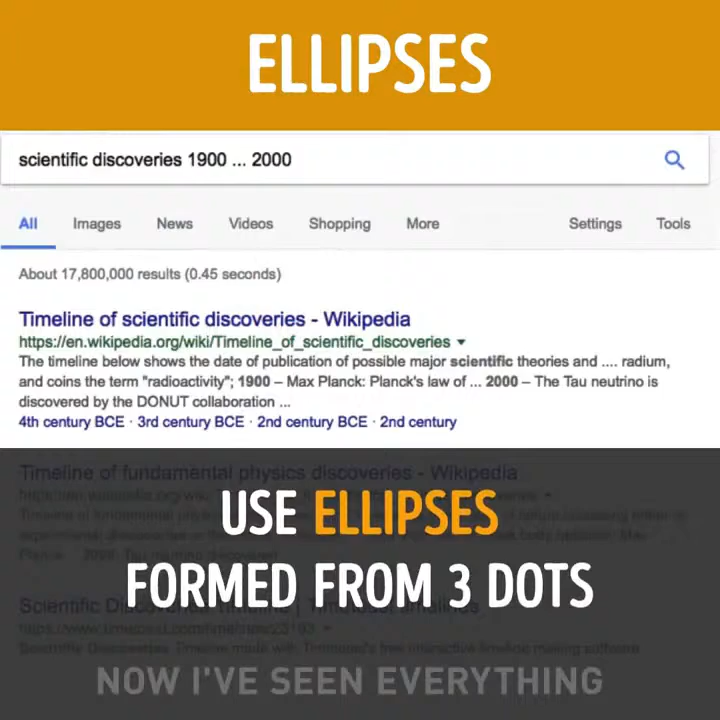 ELLIPSES
scientific discoveries 1900 ... 2000
All Images News Videos Shopping More Settings Tools
About 17,800,000 results (0.45 seconds)
Timeline of scientific discoveries - Wikipedia
https://en.wikipedia.org/wiki/Timeline_of_scientific_discoveries
The timeline below shows the date of publication of possible major scientific theories and .... radium,
and coins the term "radioactivity"; 1900 – Max Planck: Planck's law of ... 2000 – The Tau neutrino is
discovered by the DONUT collaboration ...
4th century BCE · 3rd century BCE · 2nd century BCE · 2nd century
Timeline of fundamental physics discoveries - Wikipedia
USE ELLIPSES
FORMED FROM 3 DOTS
NOW I'VE SEEN EVERYTHING